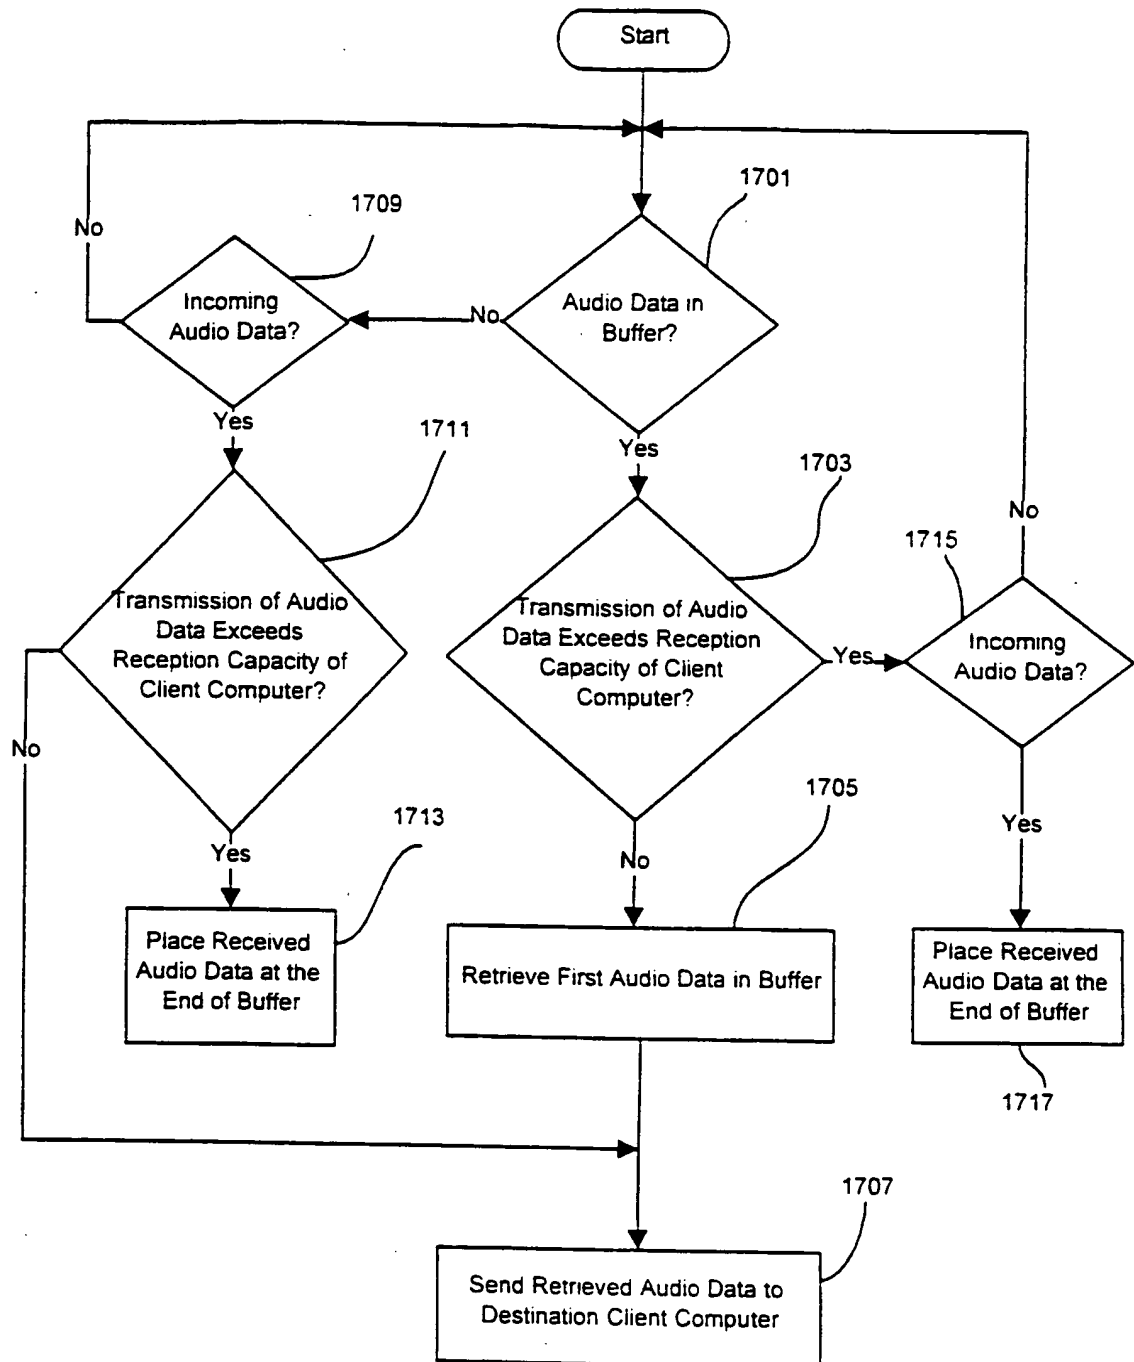 Start
1701
1709
No
Incoming
Audio Data?
No
Audio Data in
Buffer?
Yes
1711
Yes
1703
No
1715
Transmission of Audio
Data Exceeds
Reception Capacity of
Client Computer?
Transmission of Audio
Data Exceeds Reception
Capacity of Client
Computer?
Yes
Incoming
Audio Data?
No
1705
1713
Yes
Yes
No
Place Received
Audio Data at the
End of Buffer
Retrieve First Audio Data in Buffer
Place Received
Audio Data at the
End of Buffer
1717
1707
Send Retrieved Audio Data to
Destination Client Computer